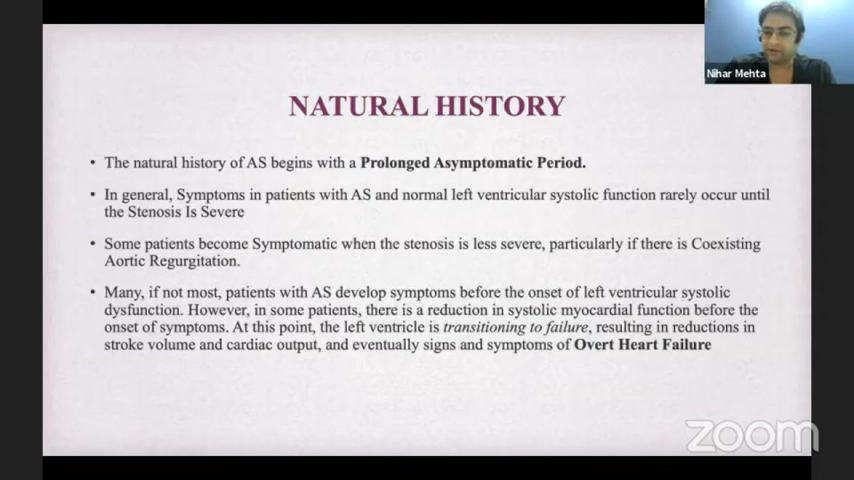 Nihar Mehta
NATURAL HISTORY
• The natural history of AS begins with a Prolonged Asymptomatic Period.
• In general, Symptoms in patients with AS and normal left ventricular systolic function rarely occur until
the Stenosis Is Severe
• Some patients become Symptomatic when the stenosis is less severe, particularly if there is Coexisting
Aortic Regurgitation.
• Many, if not most, patients with AS develop symptoms before the onset of left ventricular systolic
dysfunction. However, in some patients, there is a reduction in systolic myocardial function before the
onset of symptoms. At this point, the left ventricle is transitioning to failure, resulting in reductions in
stroke volume and cardiac output, and eventually signs and symptoms of Overt Heart Failure
zoom